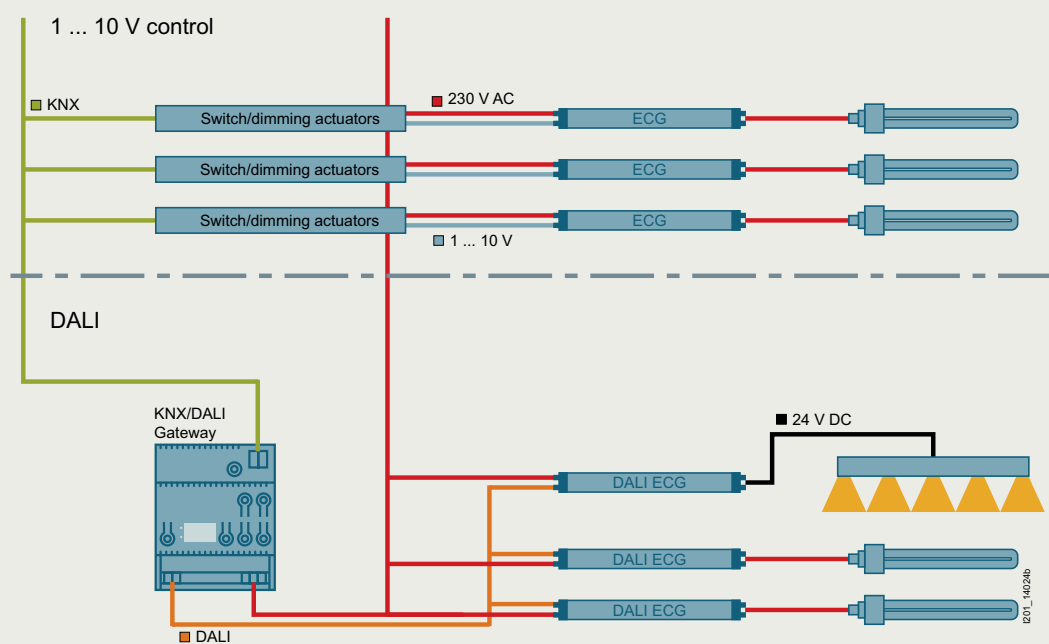 1 ... 10 V control
KNX
230 V AC
Switch/dimming actuators
ECG
Switch/dimming actuators
ECG
Switch/dimming actuators
ECG
1 ... 10 V
DALI
KNX/DALI
Gateway
24 V DC
DALI ECG
DALI ECG
DALI ECG
DALI
I201_14024b